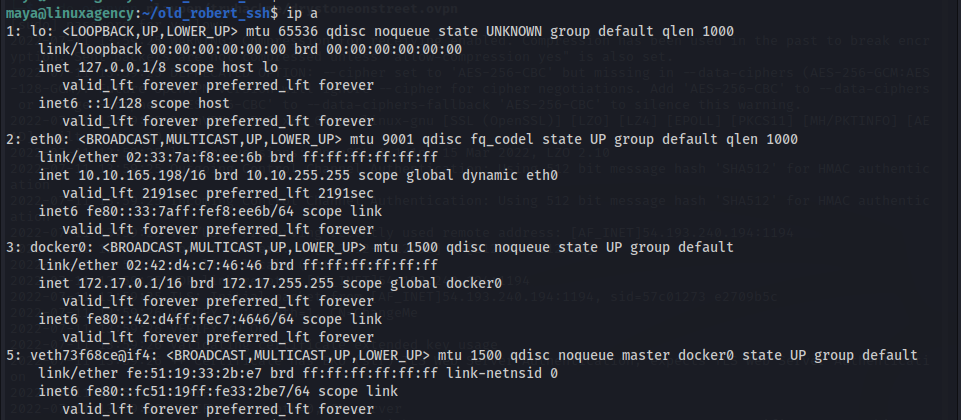 maya@linuxagency:~/old_robert_ssh$ ip a
1: lo: <LOOPBACK,UP,LOWER_UP> mtu 65536 qdisc noqueue state UNKNOWN group default qlen 1000
    link/loopback 00:00:00:00:00:00 brd 00:00:00:00:00:00
    inet 127.0.0.1/8 scope host lo
       valid_lft forever preferred_lft forever
    inet6 ::1/128 scope host
       valid_lft forever preferred_lft forever
2: eth0: <BROADCAST,MULTICAST,UP,LOWER_UP> mtu 9001 qdisc fq_codel state UP group default qlen 1000
    link/ether 02:33:7a:f8:ee:6b brd ff:ff:ff:ff:ff:ff
    inet 10.10.165.198/16 brd 10.10.255.255 scope global dynamic eth0
       valid_lft 2191sec preferred_lft 2191sec
    inet6 fe80::33:7aff:fef8:ee6b/64 scope link
       valid_lft forever preferred_lft forever
3: docker0: <BROADCAST,MULTICAST,UP,LOWER_UP> mtu 1500 qdisc noqueue state UP group default
    link/ether 02:42:d4:c7:46:46 brd ff:ff:ff:ff:ff:ff
    inet 172.17.0.1/16 brd 172.17.255.255 scope global docker0
       valid_lft forever preferred_lft forever
    inet6 fe80::42:d4ff:fec7:4646/64 scope link
       valid_lft forever preferred_lft forever
5: veth73f68ce@if4: <BROADCAST,MULTICAST,UP,LOWER_UP> mtu 1500 qdisc noqueue master docker0 state UP group default
    link/ether fe:51:19:33:2b:e7 brd ff:ff:ff:ff:ff:ff link-netnsid 0
    inet6 fe80::fc51:19ff:fe33:2be7/64 scope link
       valid_lft forever preferred_lft forever